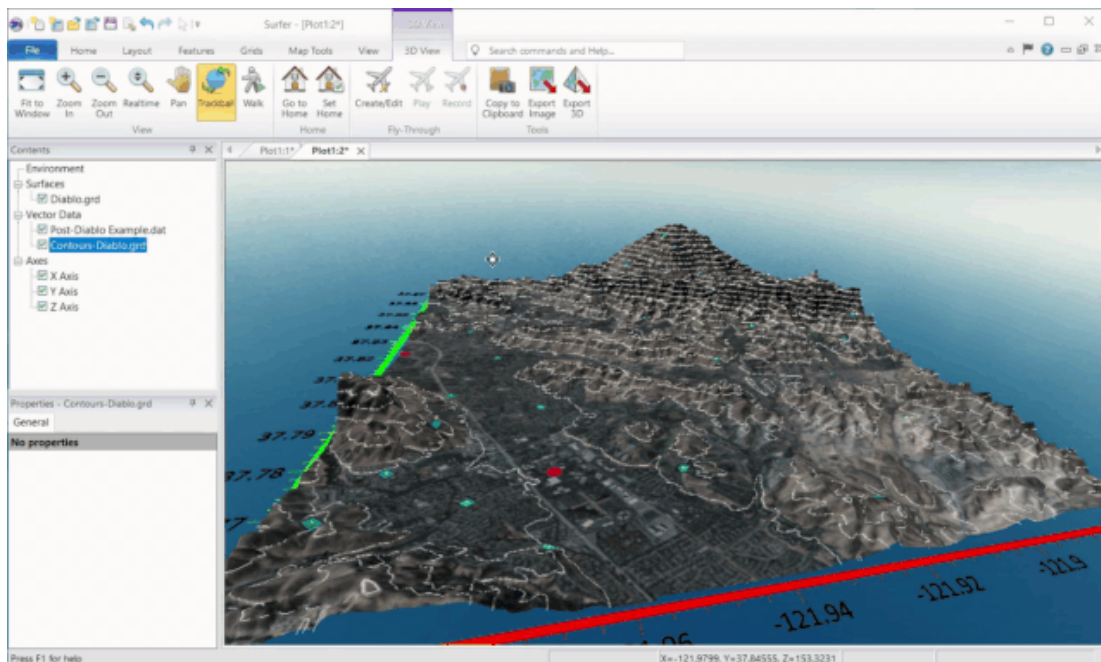 Surfer - [Plot1:2*]
3D View
File Home Layout Features Grids Map Tools View 3D View Search commands and Help...
Fit to Window
Zoom In
Zoom Out
Realtime
Pan
Trackball
Walk
Go to Home
Set Home
Create/Edit
Play
Record
Copy to Clipboard
Export Image
Export 3D
View Home Fly-Through Tools
Contents
Plot1:1* Plot1:2*
Environment
Surfaces
Diablo.grd
Vector Data
Post-Diablo Example.dat
Contours-Diablo.grd
Axes
X Axis
Y Axis
Z Axis
Properties - Contours-Diablo.grd
General
No properties
37.82
37.79
37.78
-121.94
-121.92
-121.9
Press F1 for help
X=-121.9799, Y=37.84555, Z=153.3231